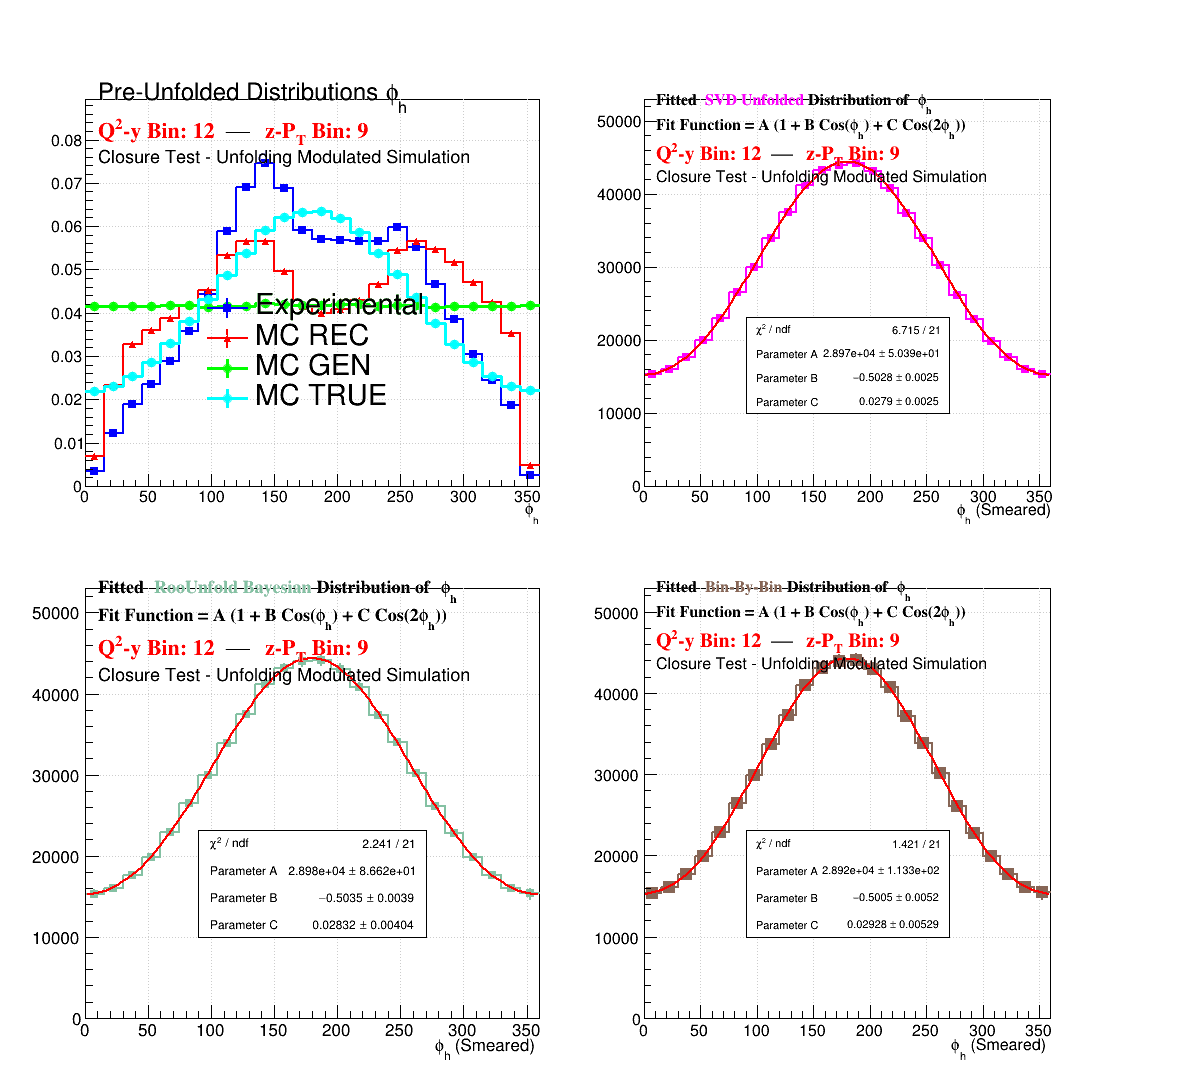 Pre-Unfolded Distributions ϕh
Q2-y Bin: 12 — z-PT Bin: 9
Closure Test - Unfolding Modulated Simulation
0.08
0.07
0.06
0.05
0.04
0.03
0.02
0.01
0
Experimental
MC REC
MC GEN
MC TRUE
0 50 100 150 200 250 300 350
ϕh
Fitted SVD Unfolded Distribution of ϕh
Fit Function = A (1 + B Cos(ϕh) + C Cos(2ϕh))
Q2-y Bin: 12 — z-PT Bin: 9
Closure Test - Unfolding Modulated Simulation
50000
40000
30000
20000
10000
0
χ2 / ndf 6.715 / 21
Parameter A 2.897e+04 ± 5.039e+01
Parameter B −0.5028 ± 0.0025
Parameter C 0.0279 ± 0.0025
0 50 100 150 200 250 300 350
ϕh (Smeared)
Fitted RooUnfold Bayesian Distribution of ϕh
Fit Function = A (1 + B Cos(ϕh) + C Cos(2ϕh))
Q2-y Bin: 12 — z-PT Bin: 9
Closure Test - Unfolding Modulated Simulation
50000
40000
30000
20000
10000
0
χ2 / ndf 2.241 / 21
Parameter A 2.898e+04 ± 8.662e+01
Parameter B −0.5035 ± 0.0039
Parameter C 0.02832 ± 0.00404
0 50 100 150 200 250 300 350
ϕh (Smeared)
Fitted Bin-By-Bin Distribution of ϕh
Fit Function = A (1 + B Cos(ϕh) + C Cos(2ϕh))
Q2-y Bin: 12 — z-PT Bin: 9
Closure Test - Unfolding Modulated Simulation
50000
40000
30000
20000
10000
0
χ2 / ndf 1.421 / 21
Parameter A 2.892e+04 ± 1.133e+02
Parameter B −0.5005 ± 0.0052
Parameter C 0.02928 ± 0.00529
0 50 100 150 200 250 300 350
ϕh (Smeared)